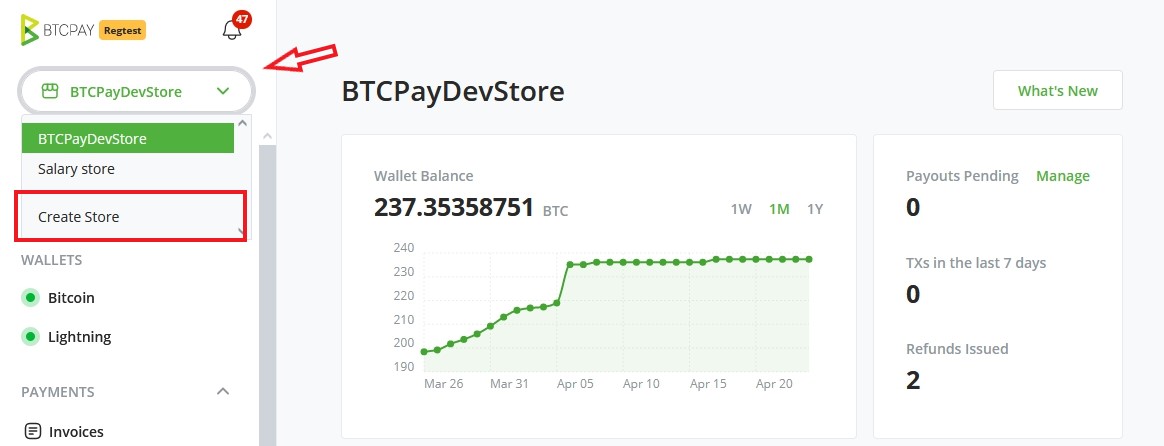 BTCPAY Regtest 47
BTCPayDevStore
BTCPayDevStore
Salary store
Create Store
WALLETS
Bitcoin
Lightning
PAYMENTS
Invoices
BTCPayDevStore
What's New
Wallet Balance
237.35358751 BTC
1W 1M 1Y
240
230
220
210
200
190
Mar 26 Mar 31 Apr 05 Apr 10 Apr 15 Apr 20
Payouts Pending Manage
0
TXs in the last 7 days
0
Refunds Issued
2